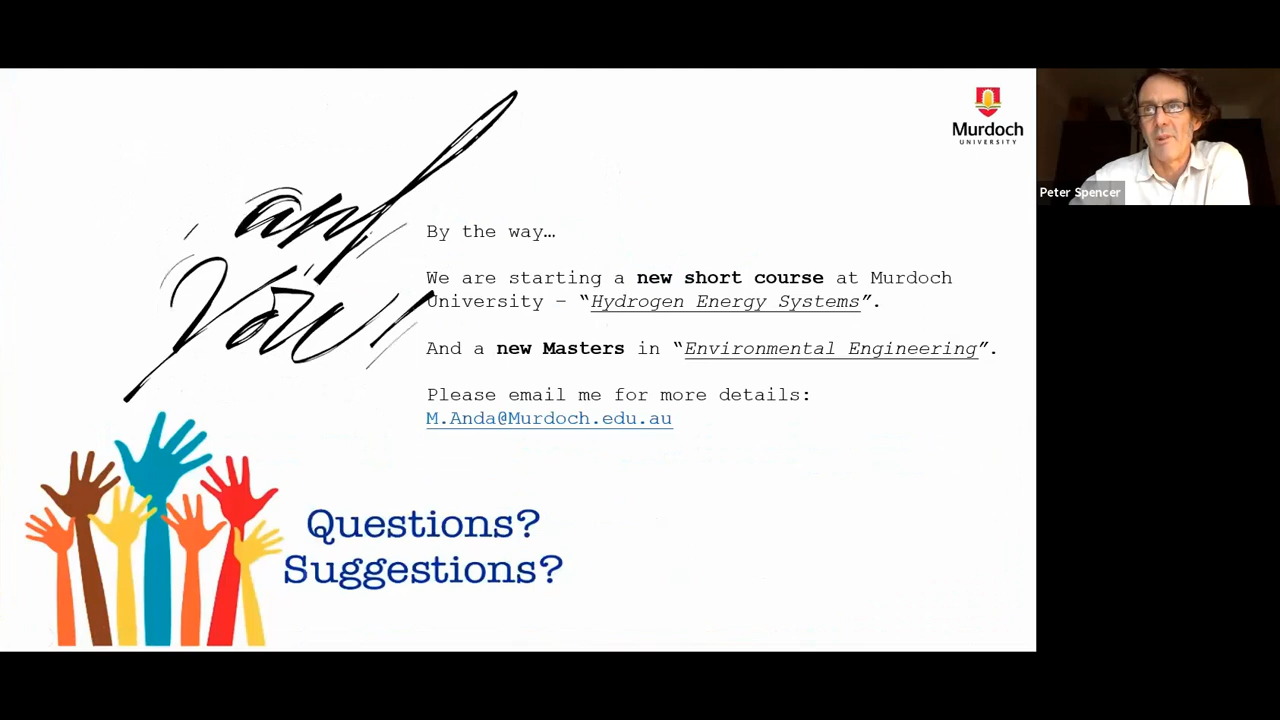 You!
Murdoch
UNIVERSITY
Peter Spencer
By the way…
We are starting a new short course at Murdoch
University – “Hydrogen Energy Systems”.
And a new Masters in “Environmental Engineering”.
Please email me for more details:
M.Anda@Murdoch.edu.au
Questions?
Suggestions?